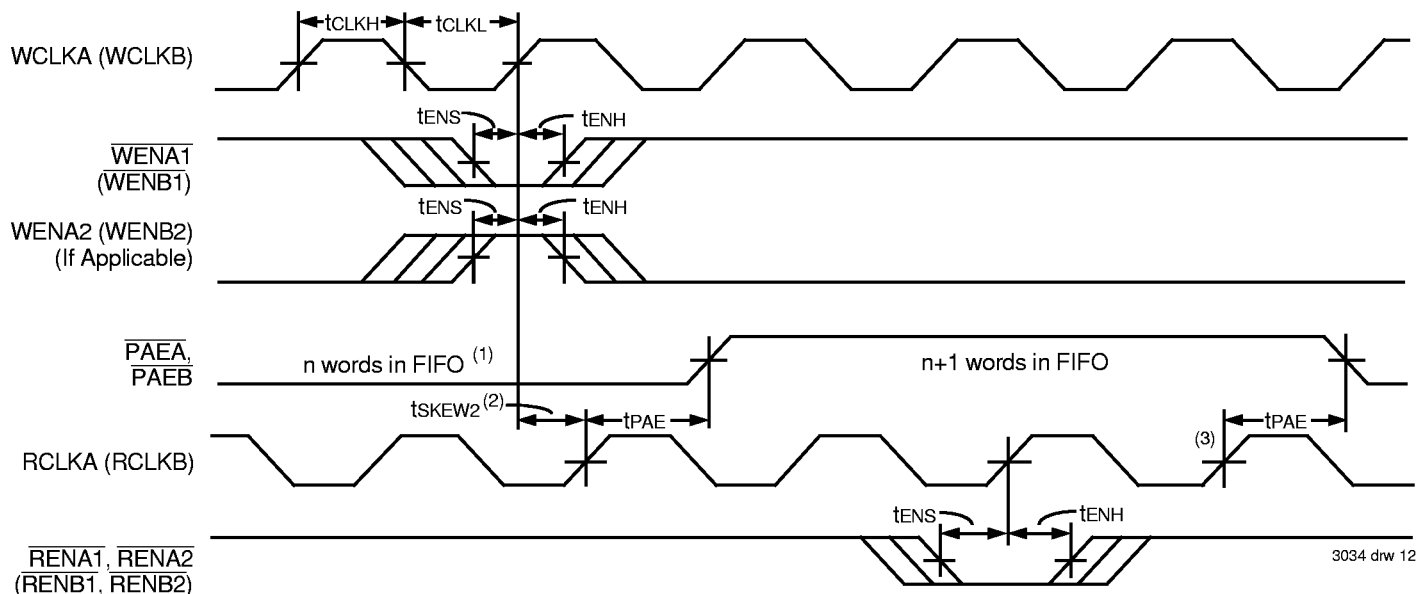 tCLKH
tCLKL
WCLKA (WCLKB)
tENS
tENH
WENA1
(WENB1)
tENS
tENH
WENA2 (WENB2)
(If Applicable)
PAEA,
PAEB
n words in FIFO (1)
n+1 words in FIFO
tSKEW2(2)
tPAE
tPAE
RCLKA (RCLKB)
(3)
tENS
tENH
RENA1, RENA2
(RENB1, RENB2)
3034 drw 12